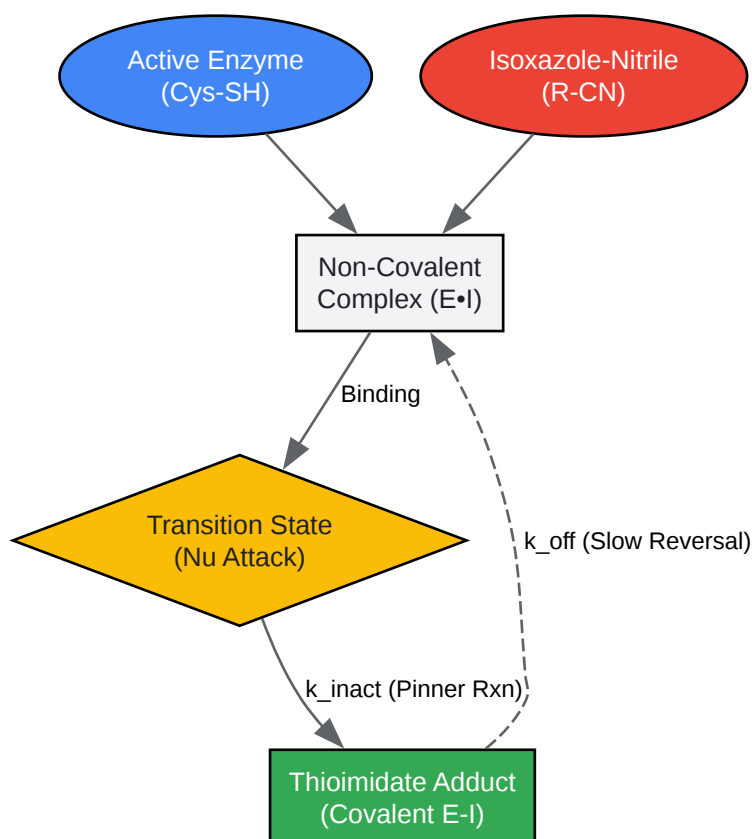 Active Enzyme
(Cys-SH)
Isoxazole-Nitrile
(R-CN)
Non-Covalent
Complex (E•I)
Binding
Transition State
(Nu Attack)
k_off (Slow Reversal)
k_inact (Pinner Rxn)
Thioimidate Adduct
(Covalent E-I)